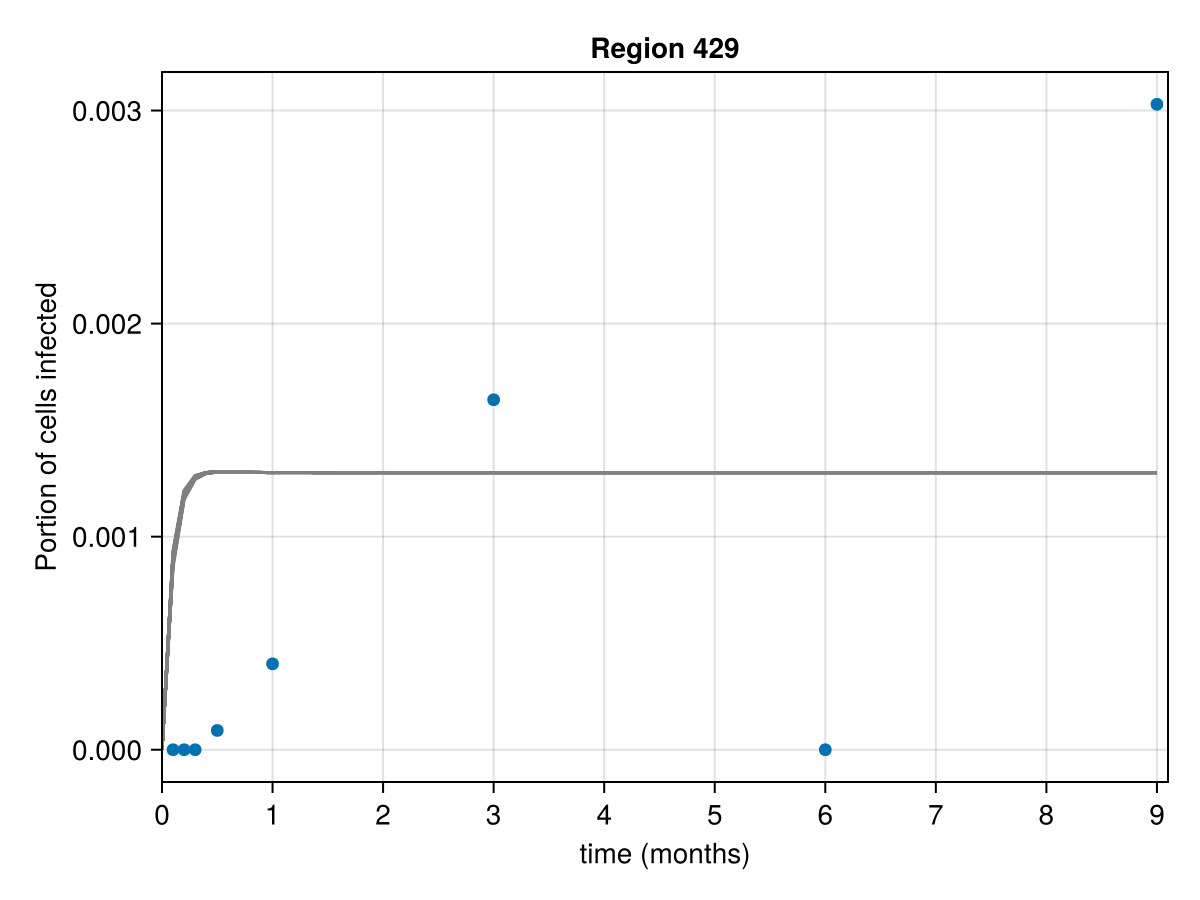 Region 429
Portion of cells infected
0.003
0.002
0.001
0.000
0 1 2 3 4 5 6 7 8 9
time (months)